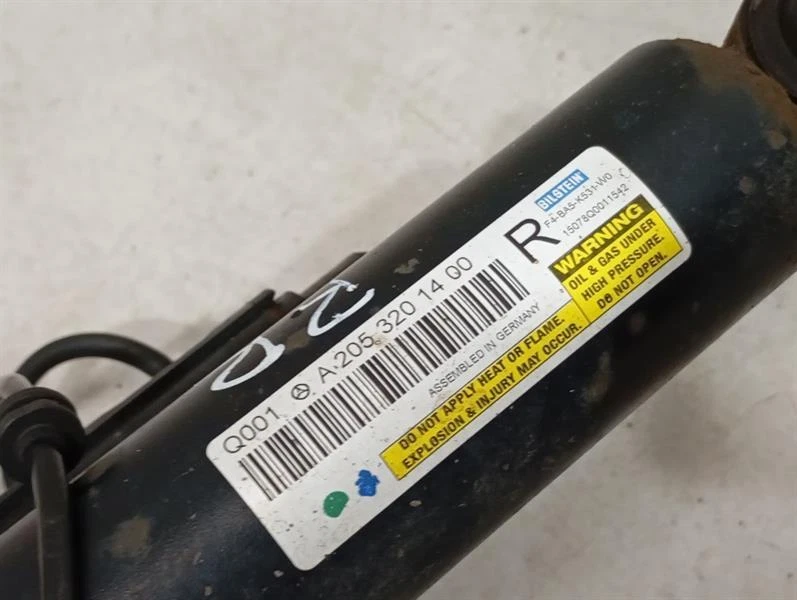 BILSTEIN
F4-BA5-K531-W0
15078Q0011542
R
WARNING
OIL & GAS UNDER
HIGH PRESSURE.
DO NOT OPEN.
Q001 A 205 320 14 00
ASSEMBLED IN GERMANY
DO NOT APPLY HEAT OR FLAME.
EXPLOSION & INJURY MAY OCCUR.